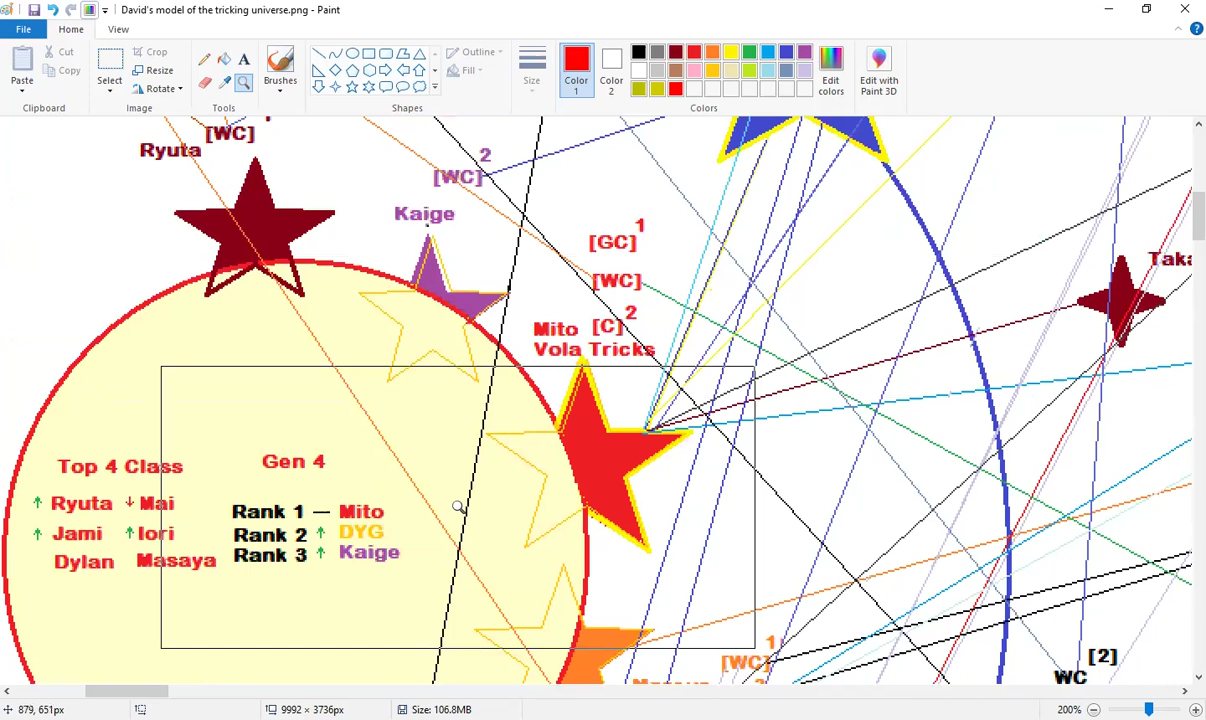 David's model of the tricking universe.png - Paint
File
Home
View
Paste
Cut
Copy
Clipboard
Select
Crop
Resize
Rotate
Image
Tools
Brushes
Shapes
Outline
Fill
Size
Color
1
Color
2
Edit
colors
Colors
Edit with
Paint 3D
[WC]
Ryuta
2
[WC]
Kaige
1
[GC]
[WC]
2
Mito [C]
Vola Tricks
Taka
Top 4 Class
Ryuta Mai
Jami Iori
Dylan Masaya
Gen 4
Rank 1 — Mito
Rank 2 DYG
Rank 3 Kaige
1
[WC]
[2]
WC
879, 651px
9992 × 3736px
Size: 106.8MB
200%